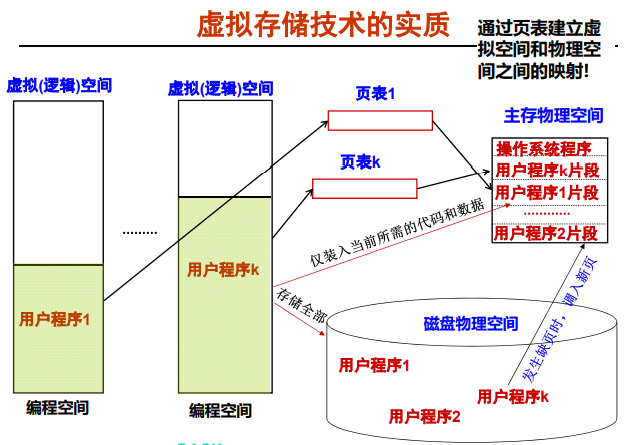 虚拟存储技术的实质
通过页表建立虚
拟空间和物理空
间之间的映射!
虚拟(逻辑)空间
虚拟(逻辑)空间
页表1
主存物理空间
操作系统程序
页表k
用户程序k片段
用户程序1片段
…………
用户程序2片段
………
仅装入当前所需的代码和数据
用户程序k
存储全部
用户程序1
磁盘物理空间
发生缺页时，调入新页
用户程序1
用户程序k
用户程序2
编程空间
编程空间